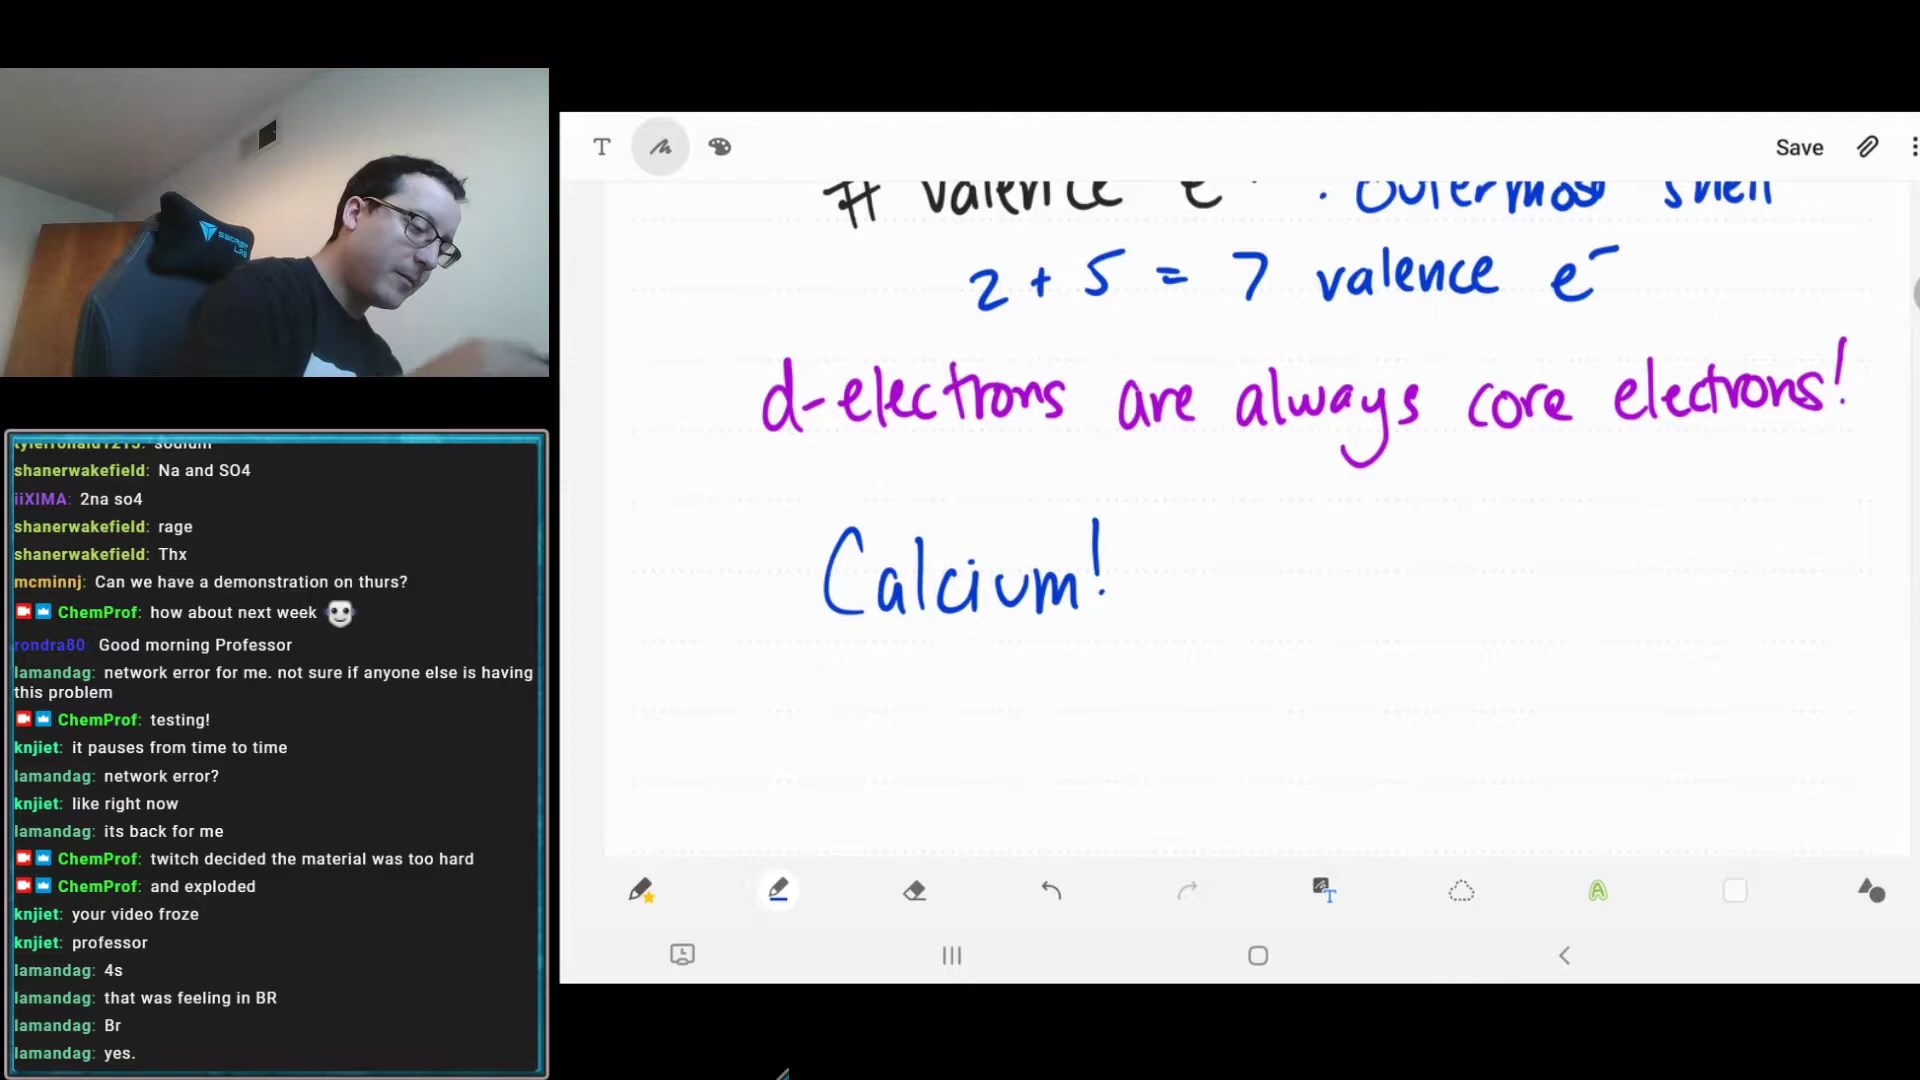 SECRET LAB
T
Save
# valence e⁻ : outermost shell
2 + 5 = 7 valence e⁻
d-electrons are always core electrons!
Calcium!
tylerronald1213: sodium
shanerwakefield: Na and SO4
iiXIMA: 2na so4
shanerwakefield: rage
shanerwakefield: Thx
mcminnj: Can we have a demonstration on thurs?
ChemProf: how about next week
rondra80: Good morning Professor
lamandag: network error for me. not sure if anyone else is having
this problem
ChemProf: testing!
knjiet: it pauses from time to time
lamandag: network error?
knjiet: like right now
lamandag: its back for me
ChemProf: twitch decided the material was too hard
ChemProf: and exploded
knjiet: your video froze
knjiet: professor
lamandag: 4s
lamandag: that was feeling in BR
lamandag: Br
lamandag: yes.